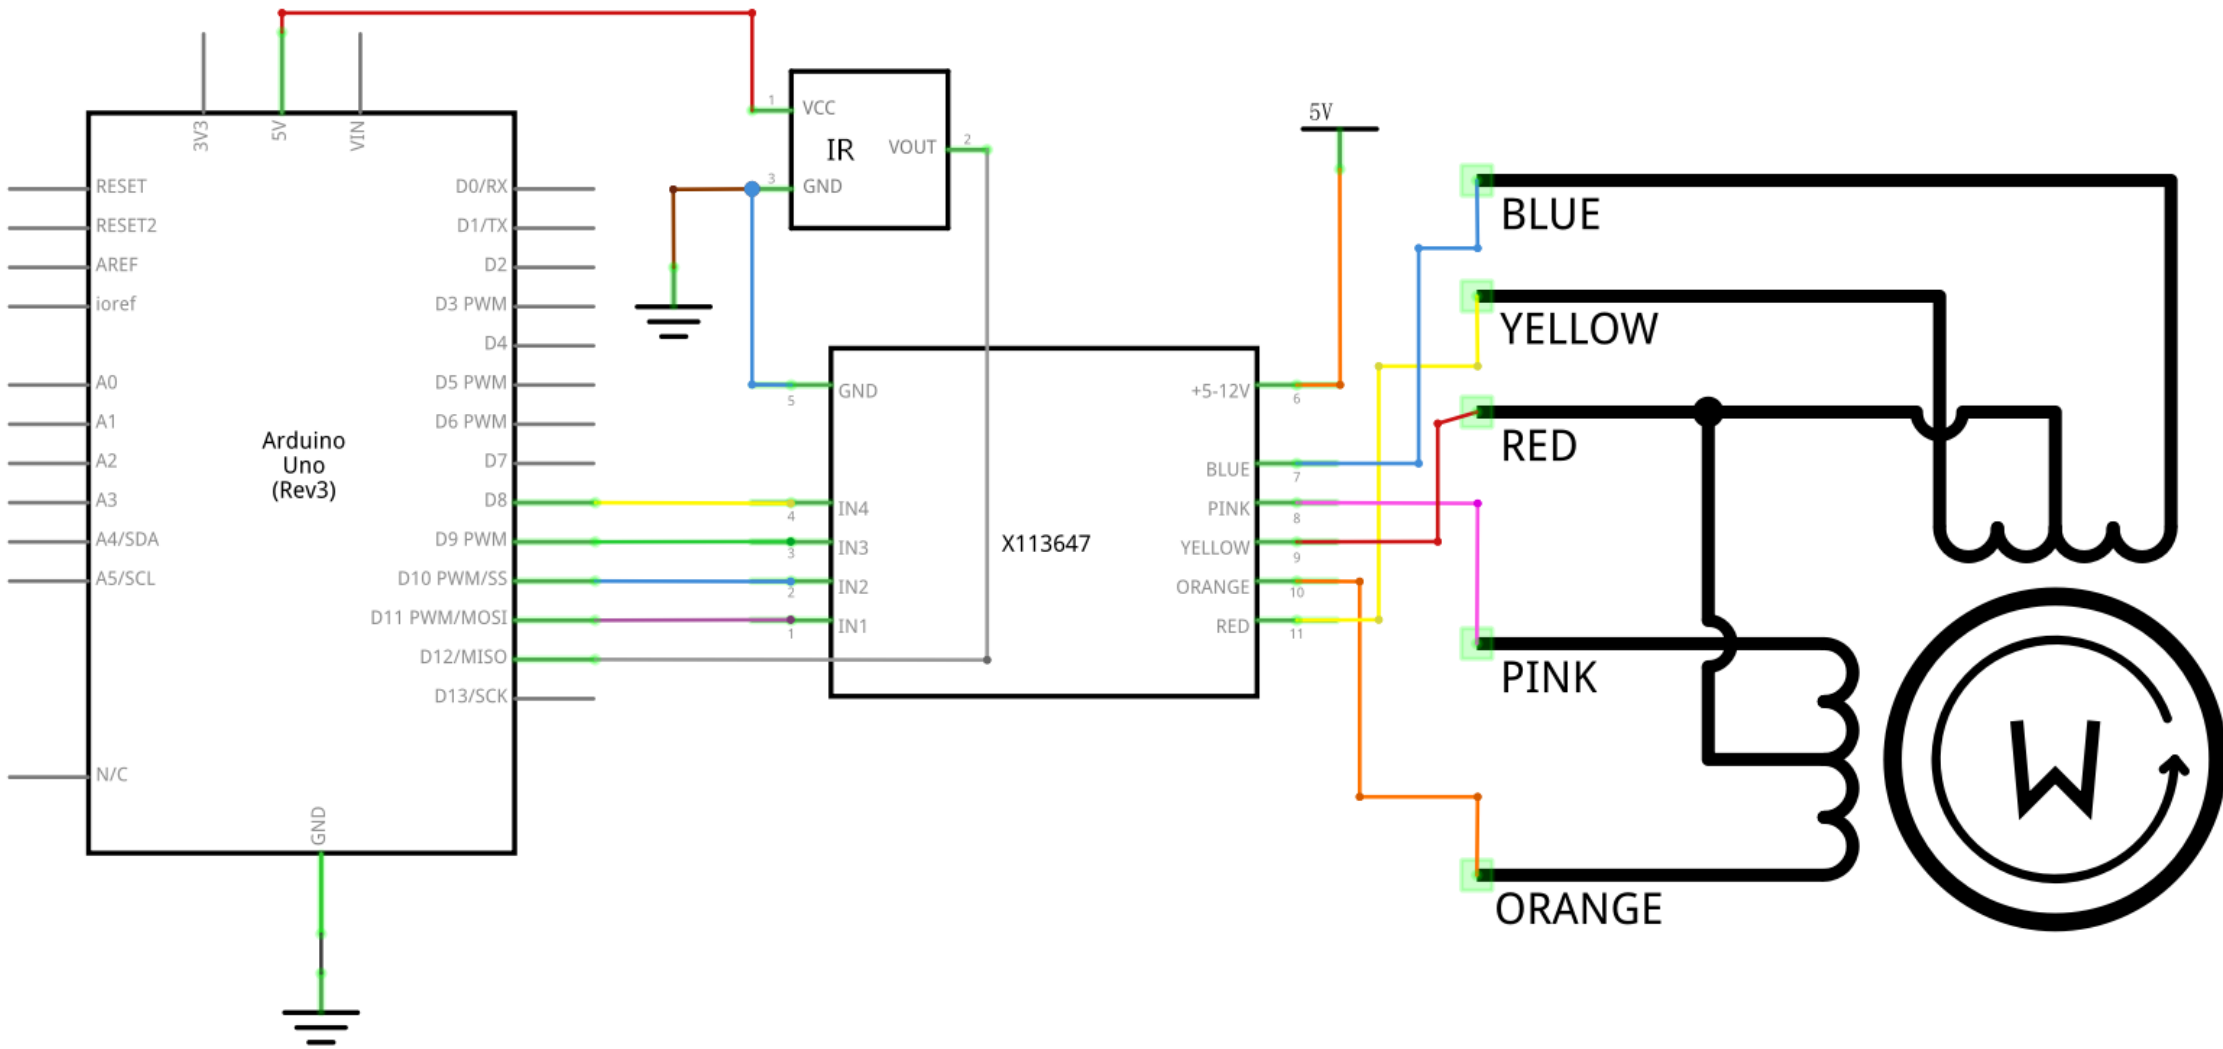 3V3
5V
VIN
RESET
RESET2
AREF
ioref
A0
A1
A2
A3
A4/SDA
A5/SCL
N/C
Arduino
Uno
(Rev3)
D0/RX
D1/TX
D2
D3 PWM
D4
D5 PWM
D6 PWM
D7
D8
D9 PWM
D10 PWM/SS
D11 PWM/MOSI
D12/MISO
D13/SCK
GND
1
VCC
IR
VOUT
2
3
GND
5
GND
4
IN4
3
IN3
2
IN2
1
IN1
X113647
+5-12V
6
BLUE
7
PINK
8
YELLOW
9
ORANGE
10
RED
11
5V
BLUE
YELLOW
RED
PINK
ORANGE